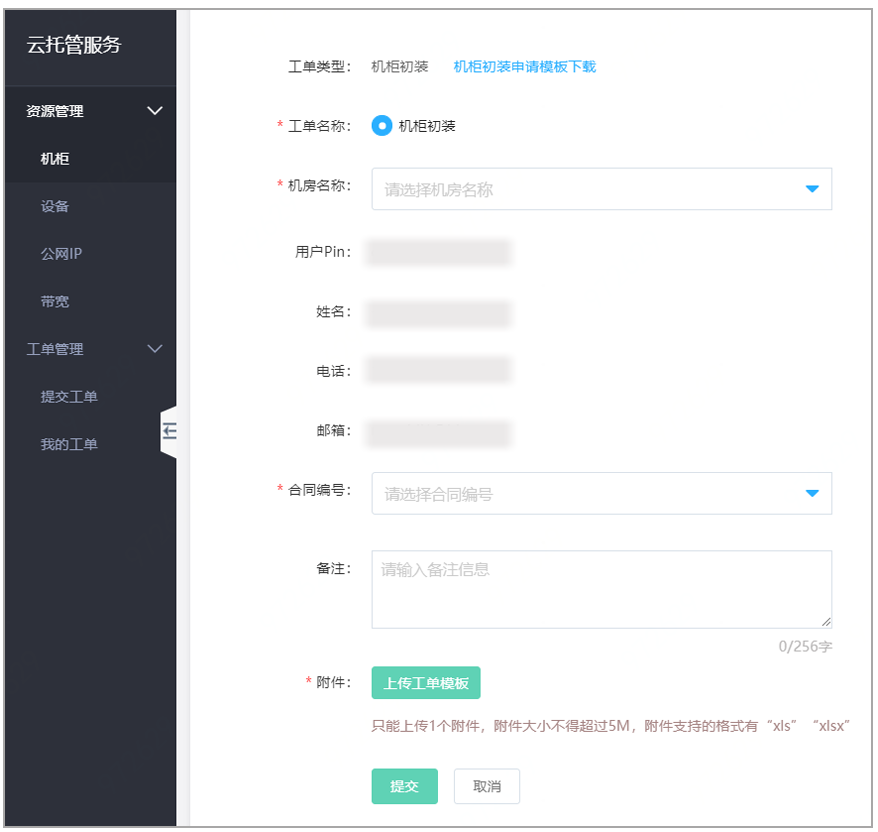 云托管服务
资源管理
机柜
设备
公网IP
带宽
工单管理
提交工单
我的工单
工单类型： 机柜初装 机柜初装申请模板下载
* 工单名称： 机柜初装
* 机房名称： 请选择机房名称
用户Pin：
姓名：
电话：
邮箱：
* 合同编号： 请选择合同编号
备注： 请输入备注信息
0/256字
* 附件： 上传工单模板
只能上传1个附件，附件大小不得超过5M，附件支持的格式有“xls” “xlsx”
提交 取消